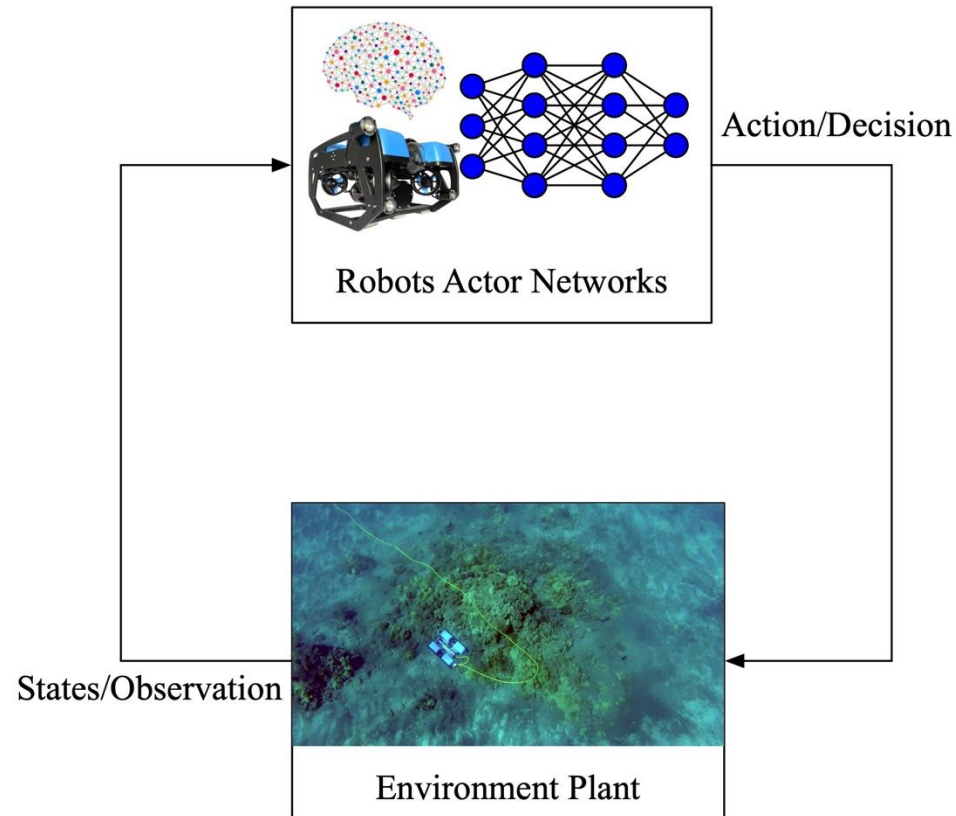 Action/Decision
Robots Actor Networks
States/Observation
Environment Plant